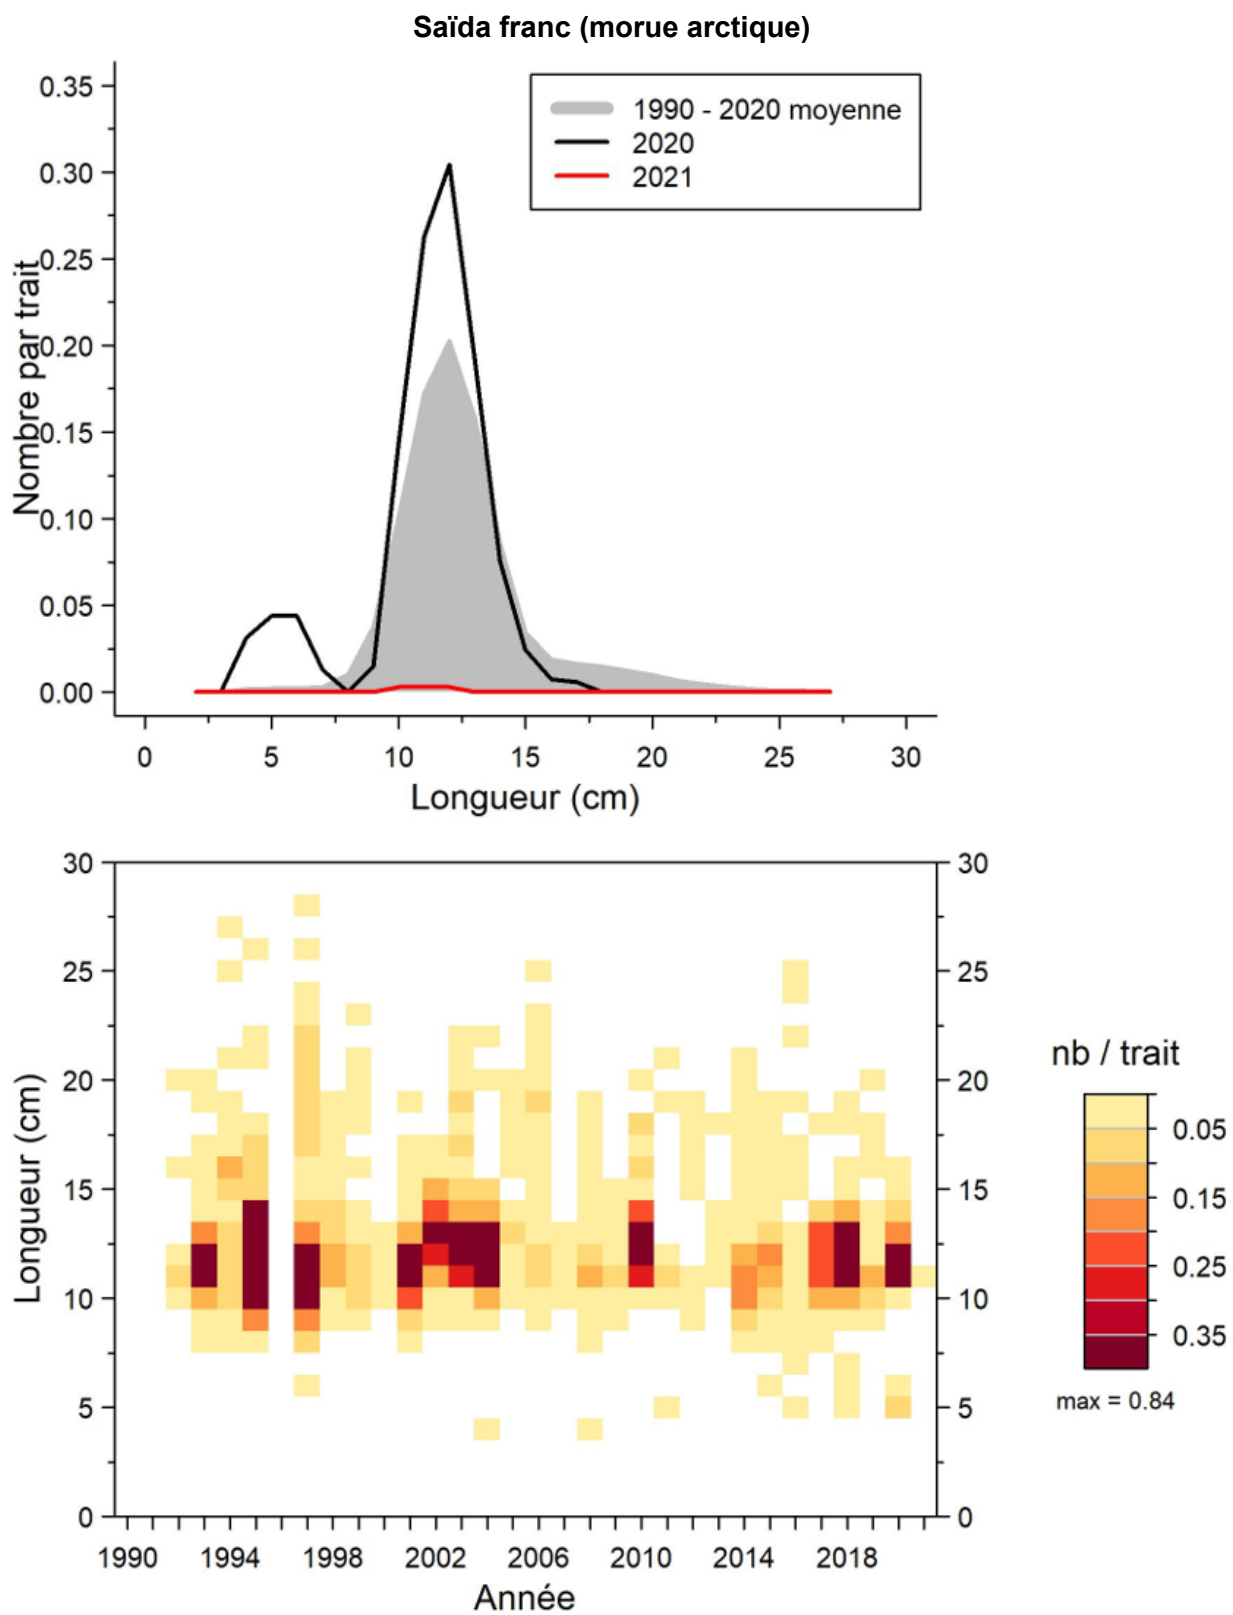 Saïda franc (morue arctique)
1990 - 2020 moyenne
2020
2021
Nombre par trait
0.35
0.30
0.25
0.20
0.15
0.10
0.05
0.00
0 5 10 15 20 25 30
Longueur (cm)
Longueur (cm)
30 30
25 25
20 20
15 15
10 10
5 5
0 0
1990 1994 1998 2002 2006 2010 2014 2018
Année
nb / trait
0.05
0.15
0.25
0.35
max = 0.84